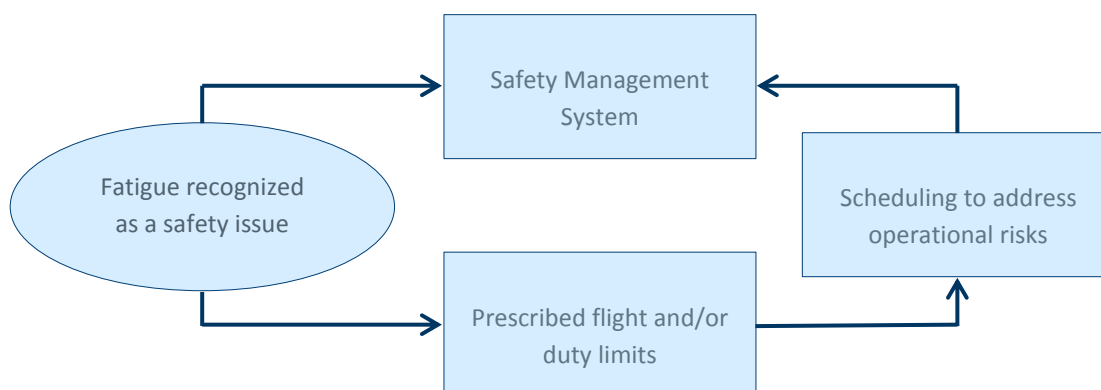 Safety Management
System
Fatigue recognized
as a safety issue
Scheduling to address
operational risks
Prescribed flight and/or
duty limits